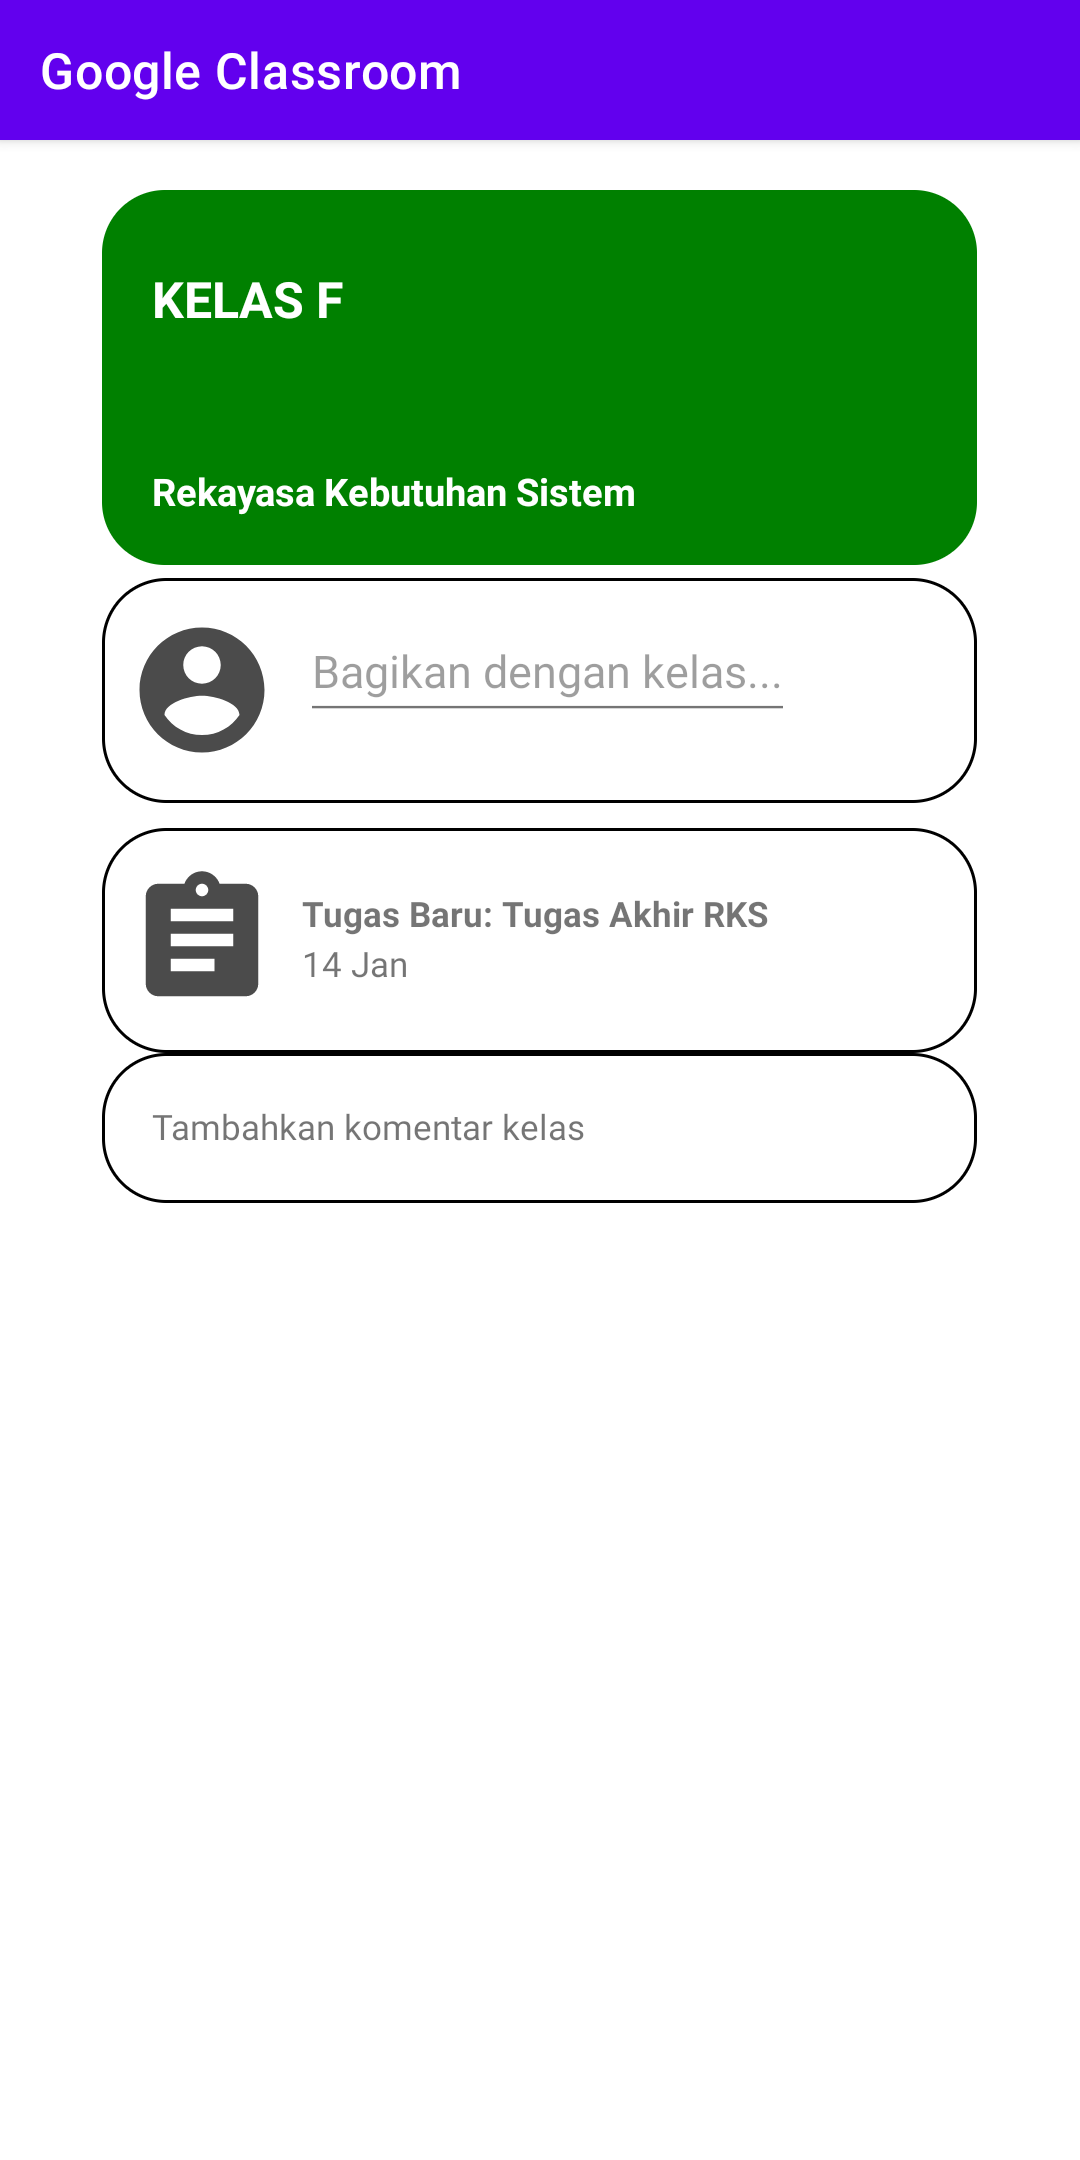 Google Classroom
KELAS F
Rekayasa Kebutuhan Sistem
Bagikan dengan kelas...
Tugas Baru: Tugas Akhir RKS
14 Jan
Tambahkan komentar kelas